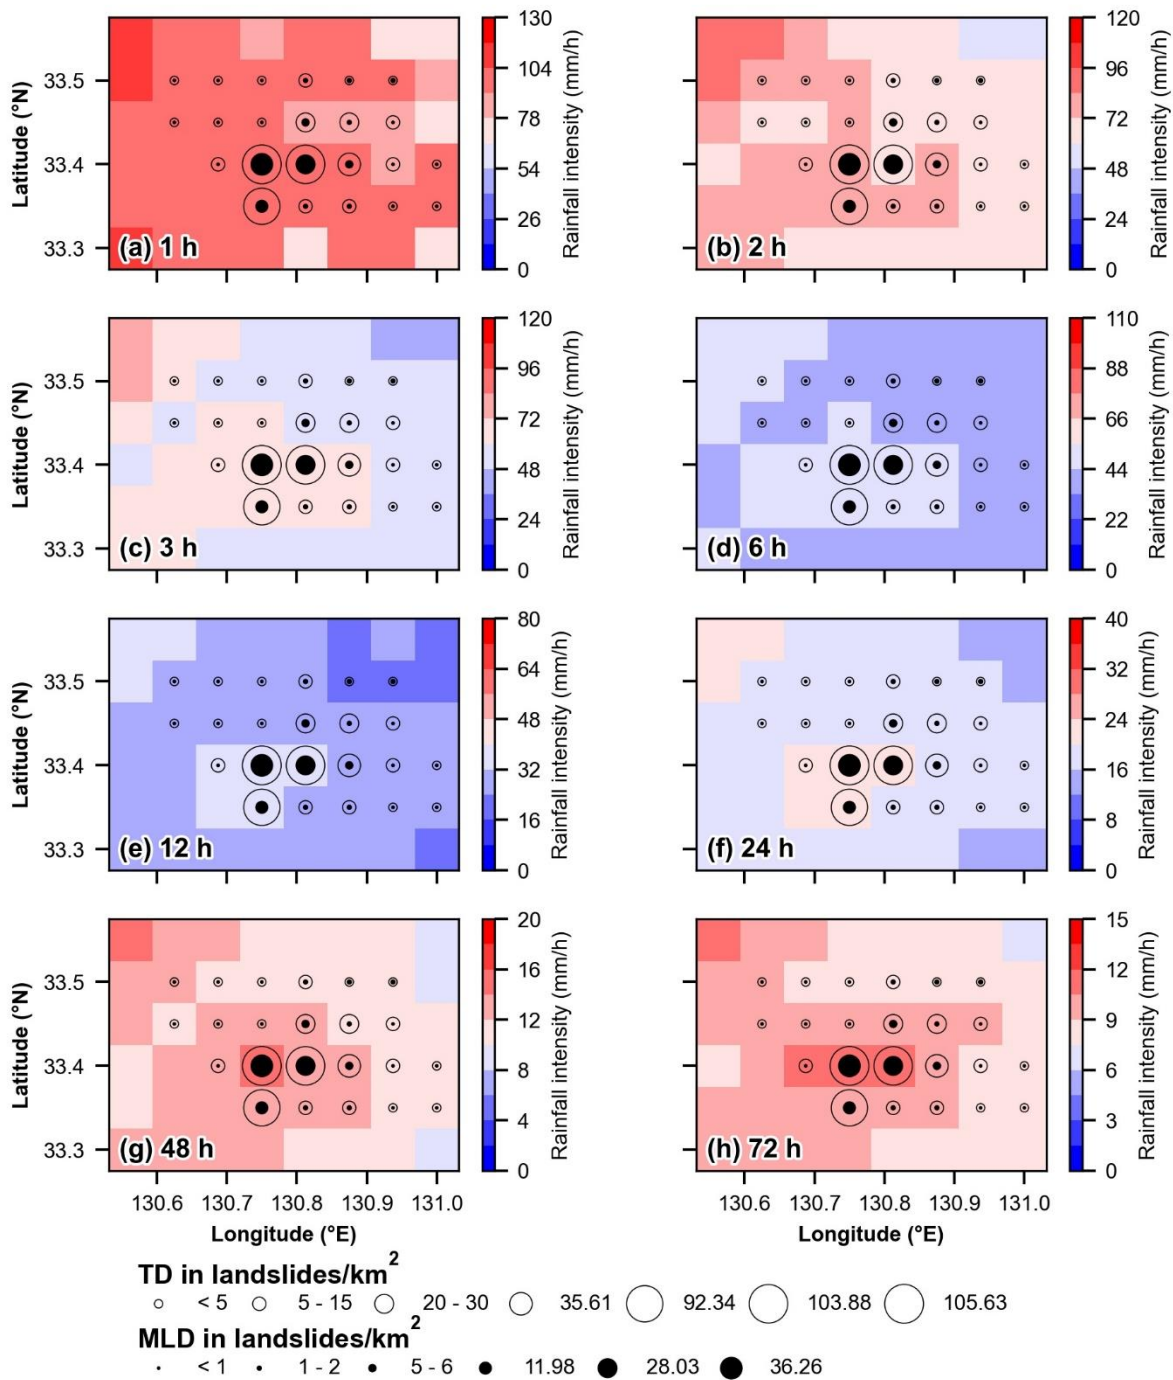 130
104
78
54
26
0
Rainfall intensity (mm/h)
120
96
72
48
24
0
Rainfall intensity (mm/h)
Latitude (°N)
33.5
33.4
33.3
(a) 1 h
(b) 2 h
120
96
72
48
24
0
Rainfall intensity (mm/h)
110
88
66
44
22
0
Rainfall intensity (mm/h)
Latitude (°N)
33.5
33.4
33.3
(c) 3 h
(d) 6 h
80
64
48
32
16
0
Rainfall intensity (mm/h)
40
32
24
16
8
0
Rainfall intensity (mm/h)
Latitude (°N)
33.5
33.4
33.3
(e) 12 h
(f) 24 h
20
16
12
8
4
0
Rainfall intensity (mm/h)
15
12
9
6
3
0
Rainfall intensity (mm/h)
Latitude (°N)
33.5
33.4
33.3
(g) 48 h
(h) 72 h
130.6 130.7 130.8 130.9 131.0
130.6 130.7 130.8 130.9 131.0
Longitude (°E)
Longitude (°E)
TD in landslides/km²
< 5 5 - 15 20 - 30 35.61 92.34 103.88 105.63
MLD in landslides/km²
< 1 1 - 2 5 - 6 11.98 28.03 36.26